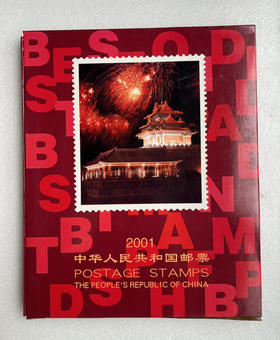 2001
中华人民共和国邮票
POSTAGE STAMPS
THE PEOPLE'S REPUBLIC OF CHINA